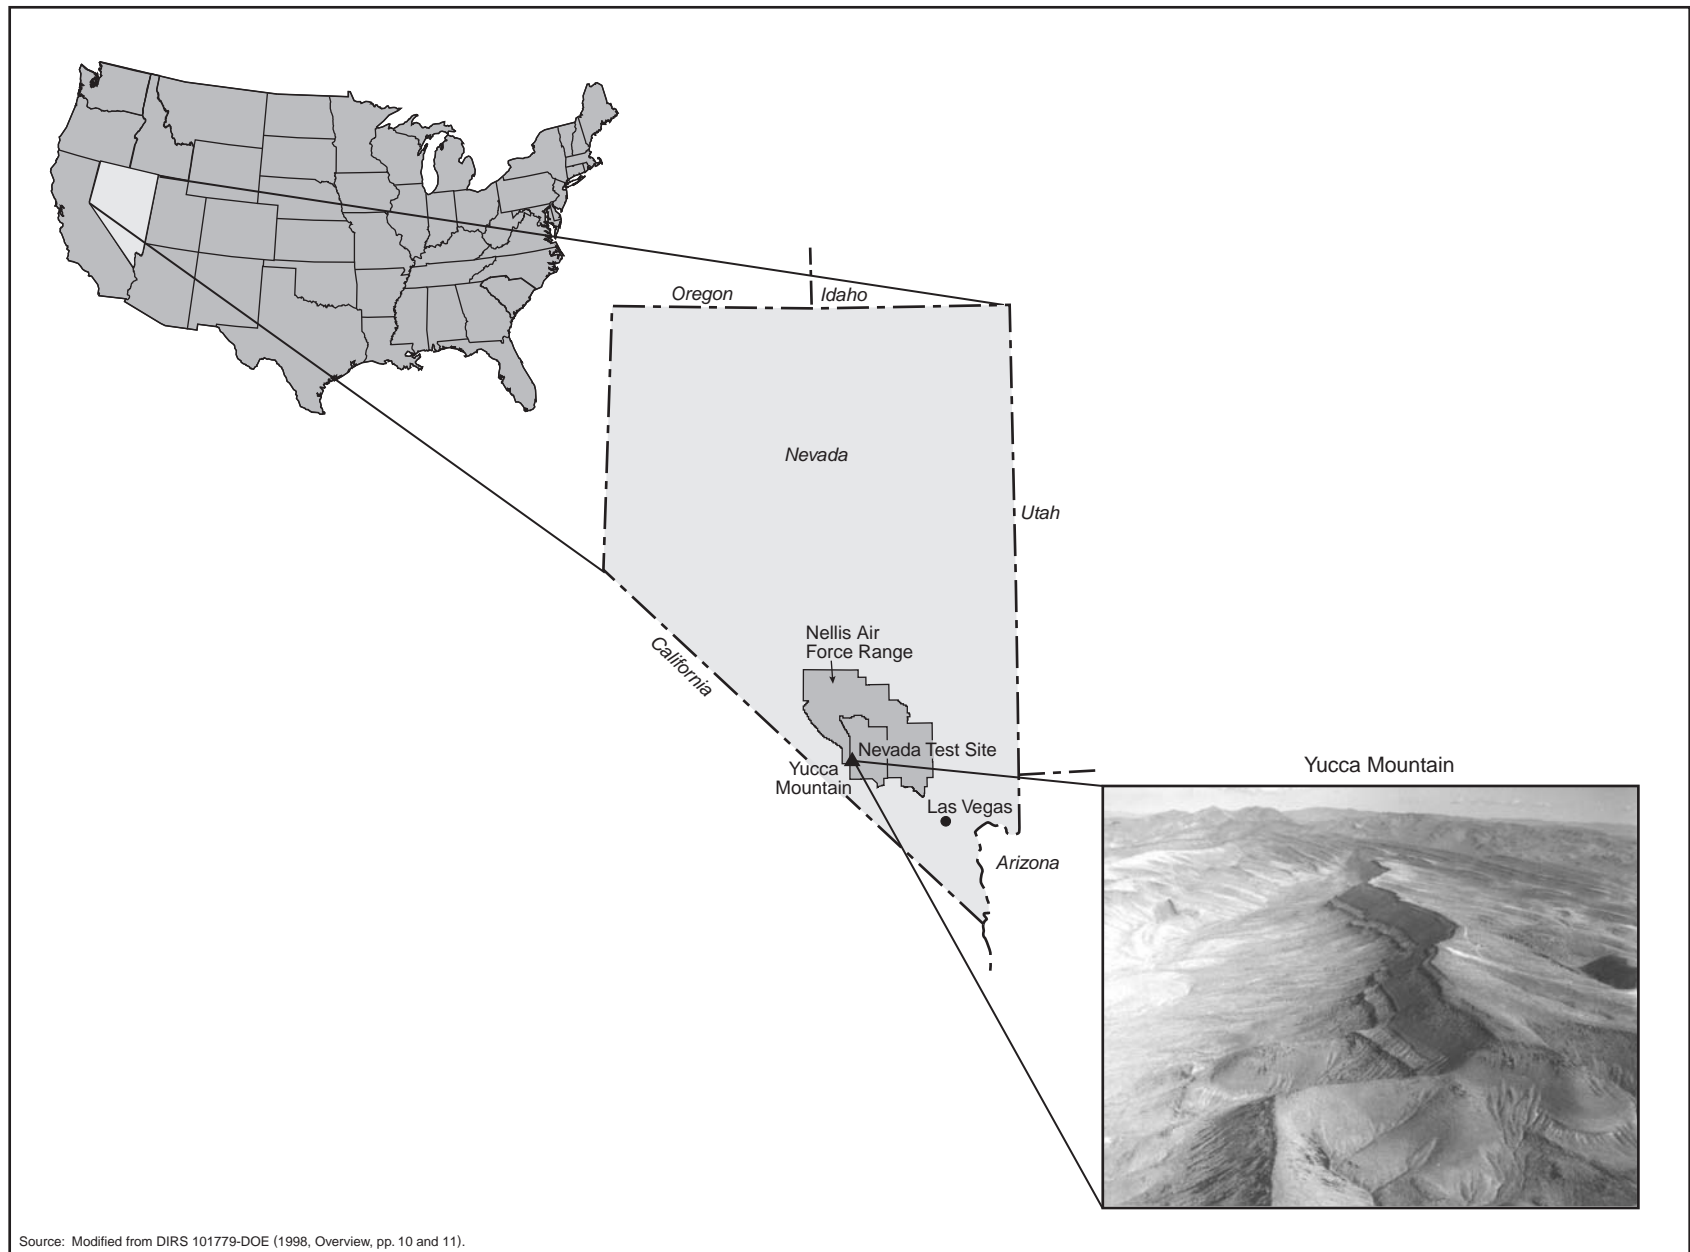 Oregon
Idaho
Nevada
Utah
Nellis Air
Force Range
California
Nevada Test Site
Yucca
Mountain
Yucca Mountain
Las Vegas
Arizona
Source: Modified from DIRS 101779-DOE (1998, Overview, pp. 10 and 11).